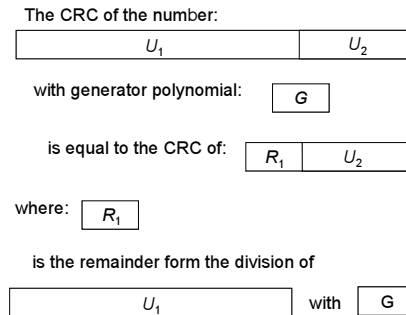 The CRC of the number:
U₁ U₂
with generator polynomial: G
is equal to the CRC of: R₁ U₂
where: R₁
is the remainder form the division of
U₁ with G